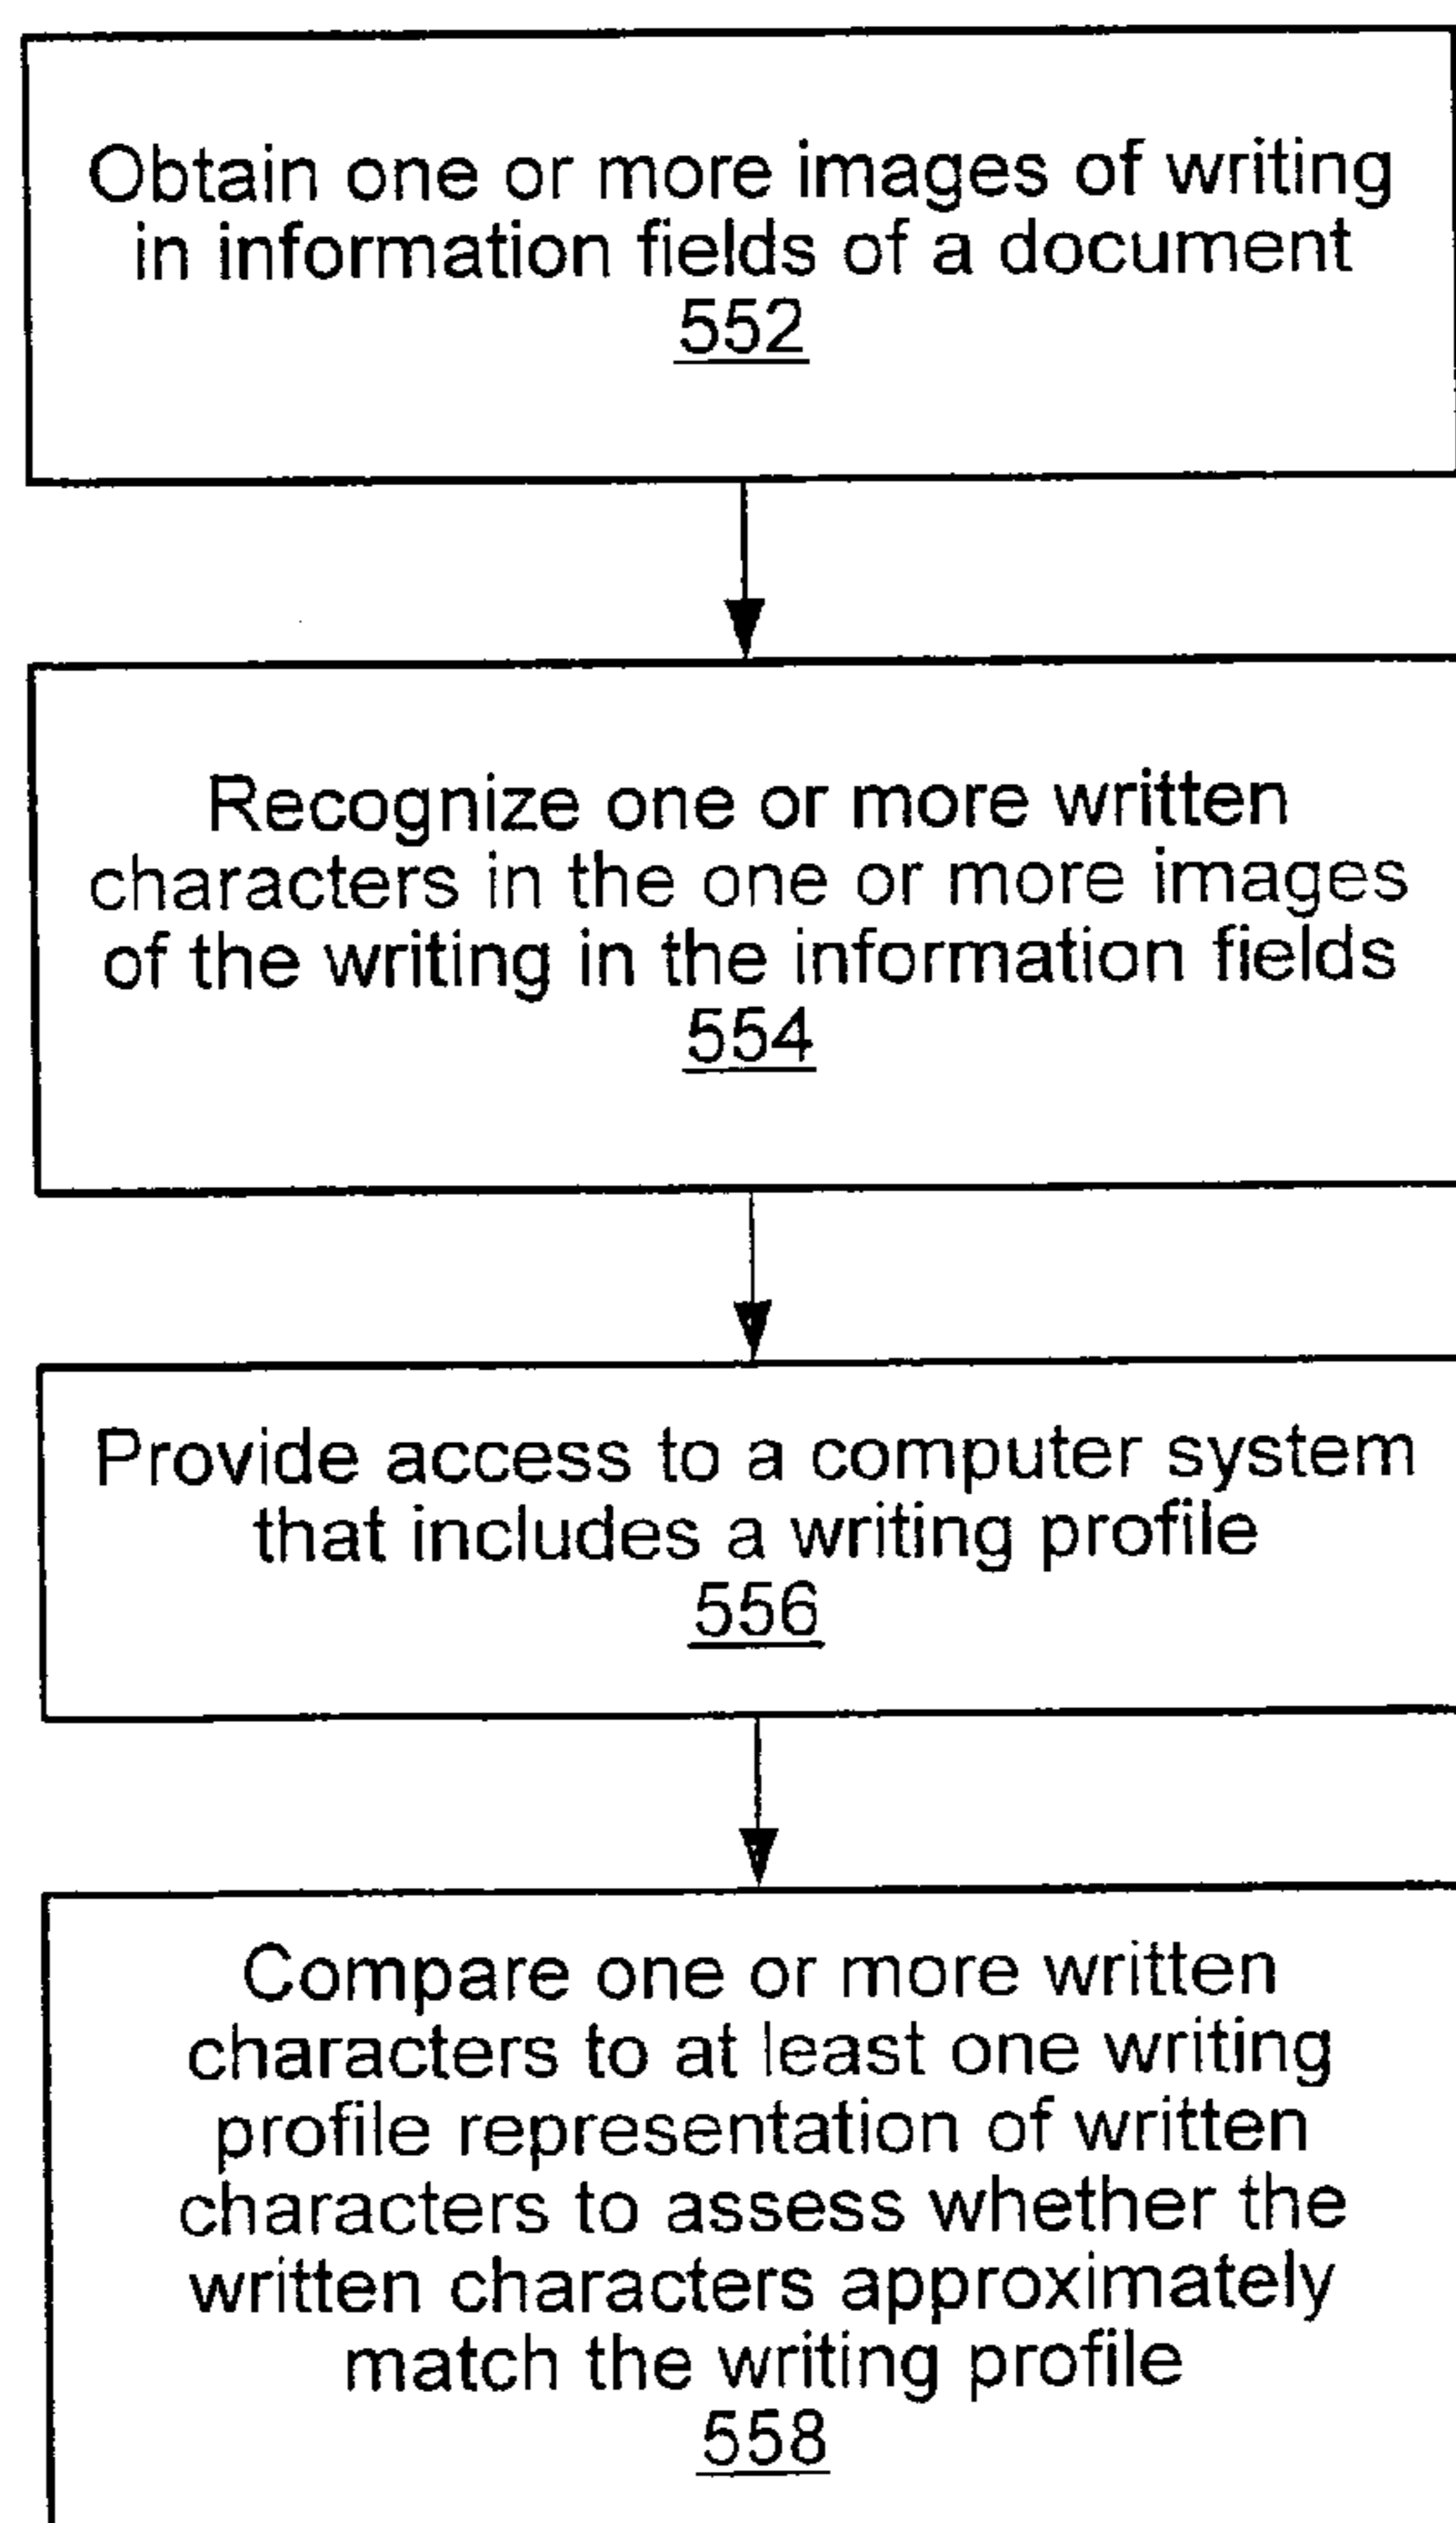 Obtain one or more images of writing
in information fields of a document
552
Recognize one or more written
characters in the one or more images
of the writing in the information fields
554
Provide access to a computer system
that includes a writing profile
556
Compare one or more written
characters to at least one writing
profile representation of written
characters to assess whether the
written characters approximately
match the writing profile
558